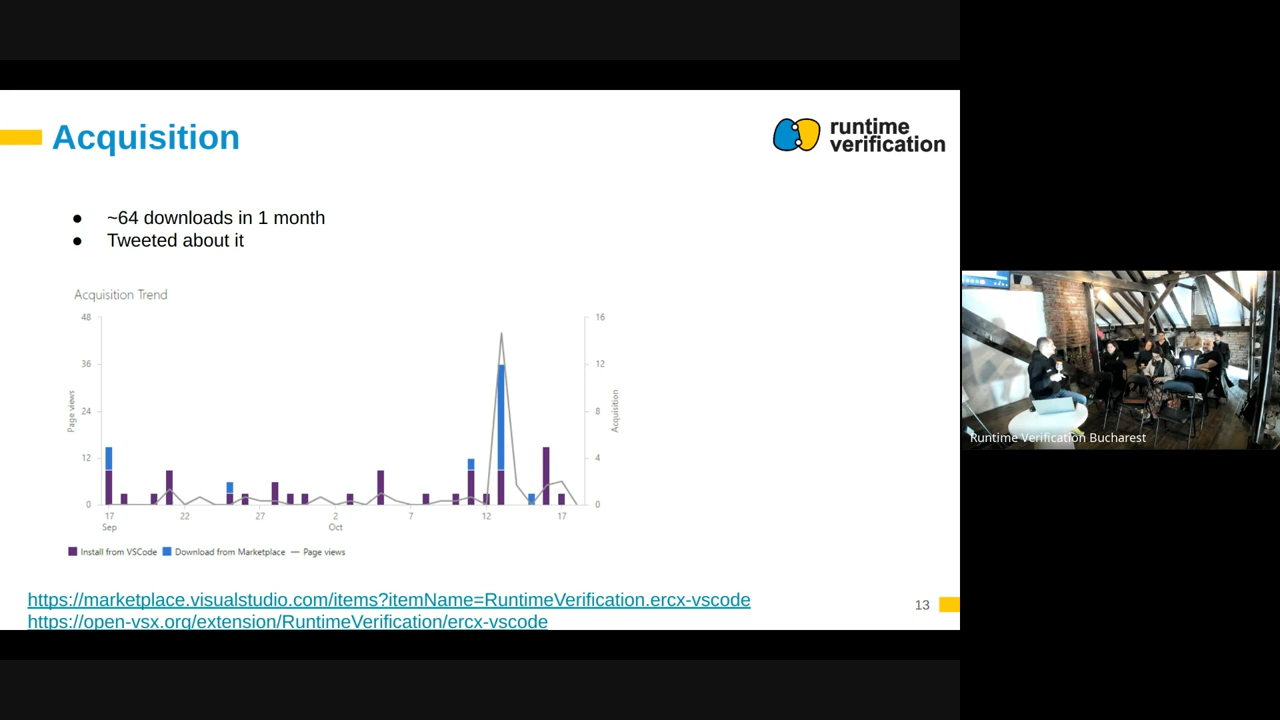 Acquisition
runtime
verification
● ~64 downloads in 1 month
● Tweeted about it
Acquisition Trend
48
36
24
12
0
Page views
16
12
8
4
0
Acquisition
17 22 27 2 7 12 17
Sep Oct
Install from VSCode Download from Marketplace Page views
https://marketplace.visualstudio.com/items?itemName=RuntimeVerification.ercx-vscode
https://open-vsx.org/extension/RuntimeVerification/ercx-vscode
13
Runtime Verification Bucharest